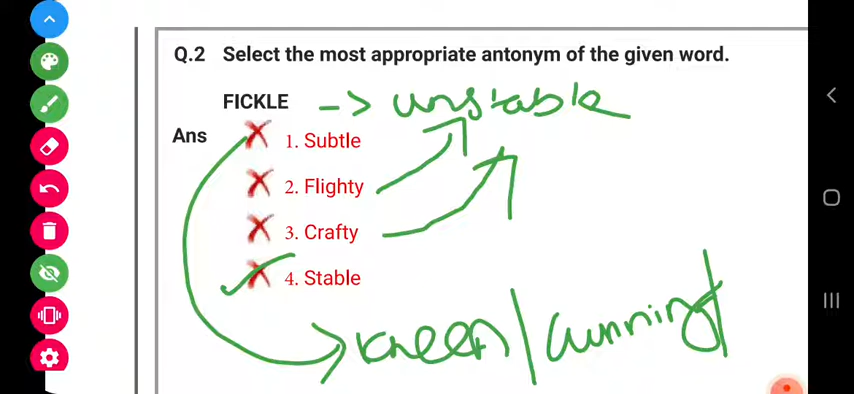 Q.2 Select the most appropriate antonym of the given word.
FICKLE -> unstable
Ans 1. Subtle
2. Flighty
3. Crafty
4. Stable
kneen/cunning/